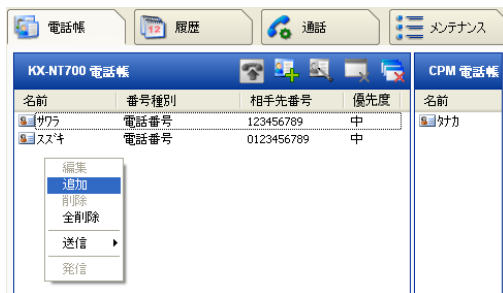 電話帳 履歴 通話 メンテナンス
KX-NT700 電話帳
名前 番号種別 相手先番号 優先度
ｻﾜﾗ 電話番号 123456789 中
ｽｽﾞｷ 電話番号 0123456789 中
編集
追加
削除
全削除
送信
発信
CPM 電話帳
名前
ﾀﾅｶ